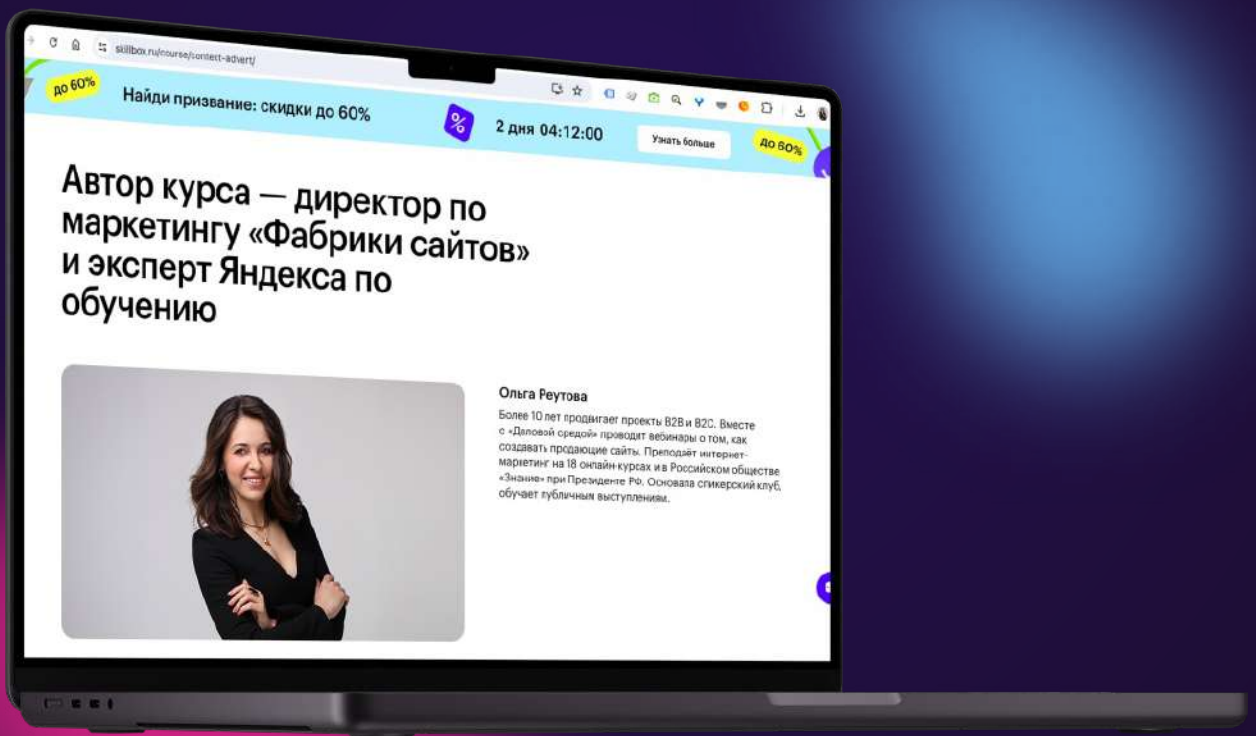 skillbox.ru/course/context-advert/
до 60%
Найди призвание: скидки до 60%
%
2 дня 04:12:00
Узнать больше
до 60%
Автор курса — директор по
маркетингу «Фабрики сайтов»
и эксперт Яндекса по
обучению
Ольга Реутова
Более 10 лет продвигает проекты B2B и B2C. Вместе
с «Деловой средой» проводит вебинары о том, как
создавать продающие сайты. Преподаёт интернет-
маркетинг на 18 онлайн-курсах и в Российском обществе
«Знание» при Президенте РФ. Основала спикерский клуб,
обучает публичным выступлениям.